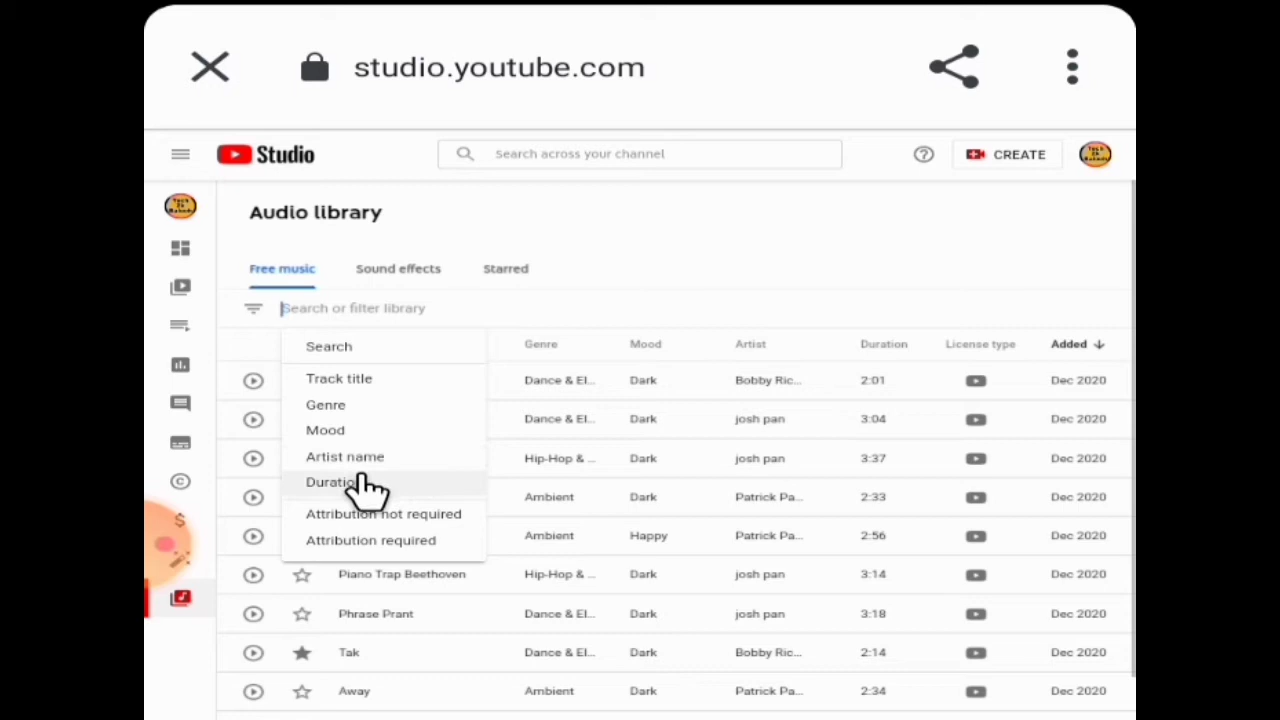 studio.youtube.com
Studio
Search across your channel
CREATE
Audio library
Free music Sound effects Starred
Search or filter library
Search
Track title
Genre
Mood
Artist name
Duratio
Attribution not required
Attribution required
Genre Mood Artist Duration License type Added
Dance & El... Dark Bobby Ric... 2:01 Dec 2020
Dance & El... Dark josh pan 3:04 Dec 2020
Hip-Hop & ... Dark josh pan 3:37 Dec 2020
Ambient Dark Patrick Pa... 2:33 Dec 2020
Ambient Happy Patrick Pa... 2:56 Dec 2020
Piano Trap Beethoven Hip-Hop & ... Dark josh pan 3:14 Dec 2020
Phrase Prant Dance & El... Dark josh pan 3:18 Dec 2020
Tak Dance & El... Dark Bobby Ric... 2:14 Dec 2020
Away Ambient Dark Patrick Pa... 2:34 Dec 2020